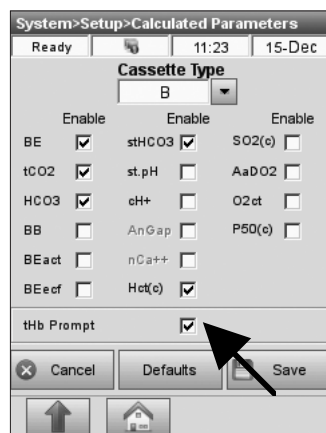 System>Setup>Calculated Parameters
Ready 11:23 15-Dec
Cassette Type
B
Enable Enable Enable
BE stHCO3 SO2(c)
tCO2 st.pH AaDO2
HCO3 cH+ O2ct
BB AnGap P50(c)
BEact nCa++
BEecf Hct(c)
tHb Prompt
Cancel Defaults Save